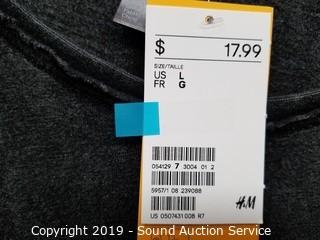 $ 17.99
SIZE/TAILLE
US L
FR G
054129 7 3004 01 2
5957/1 08 239088
H&M
US 0507431008 R7
Copyright 2019 - Sound Auction Service